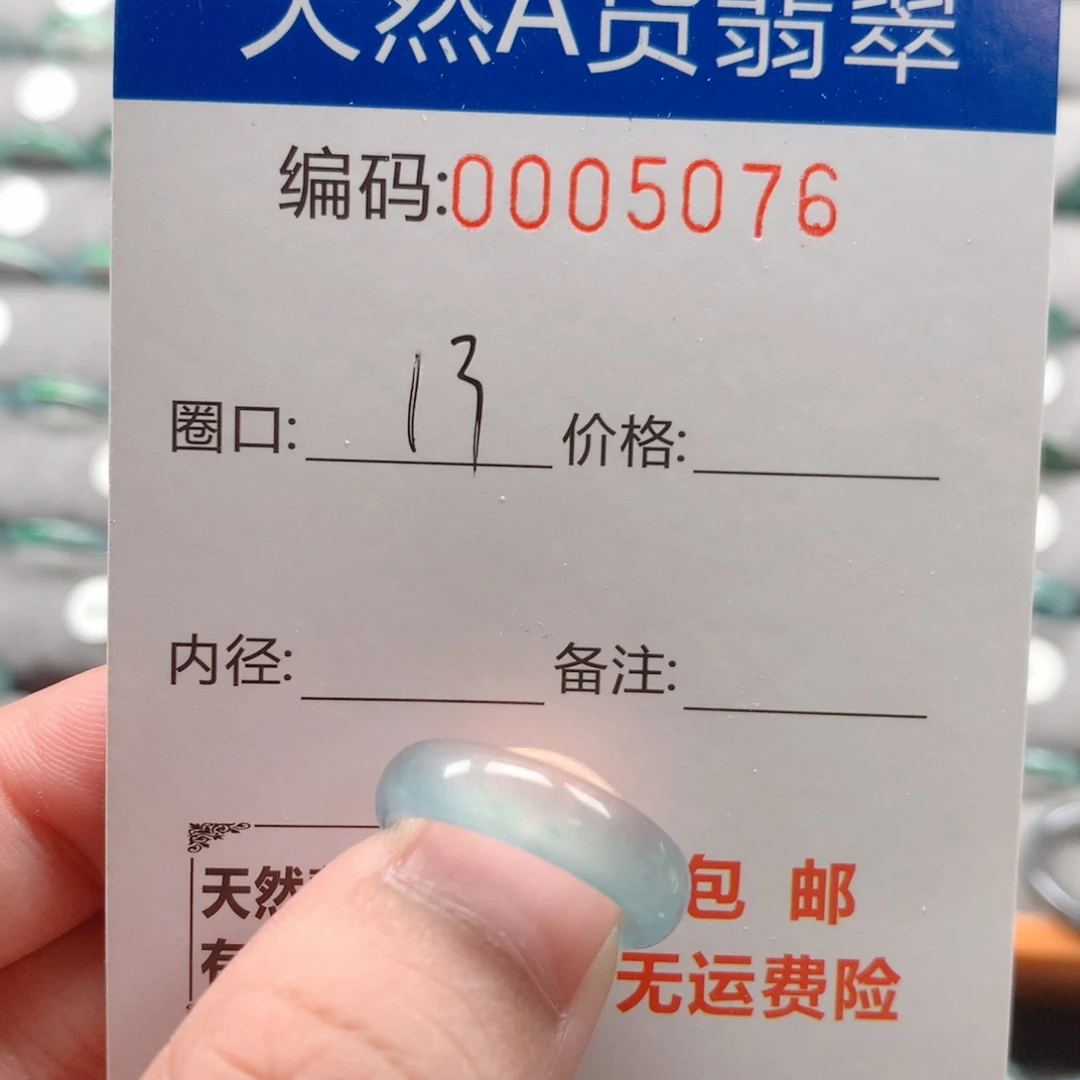 天然A货翡翠
编码:0005076
圈口: 13 价格:
内径: 备注:
天然
有
包 邮
无运费险